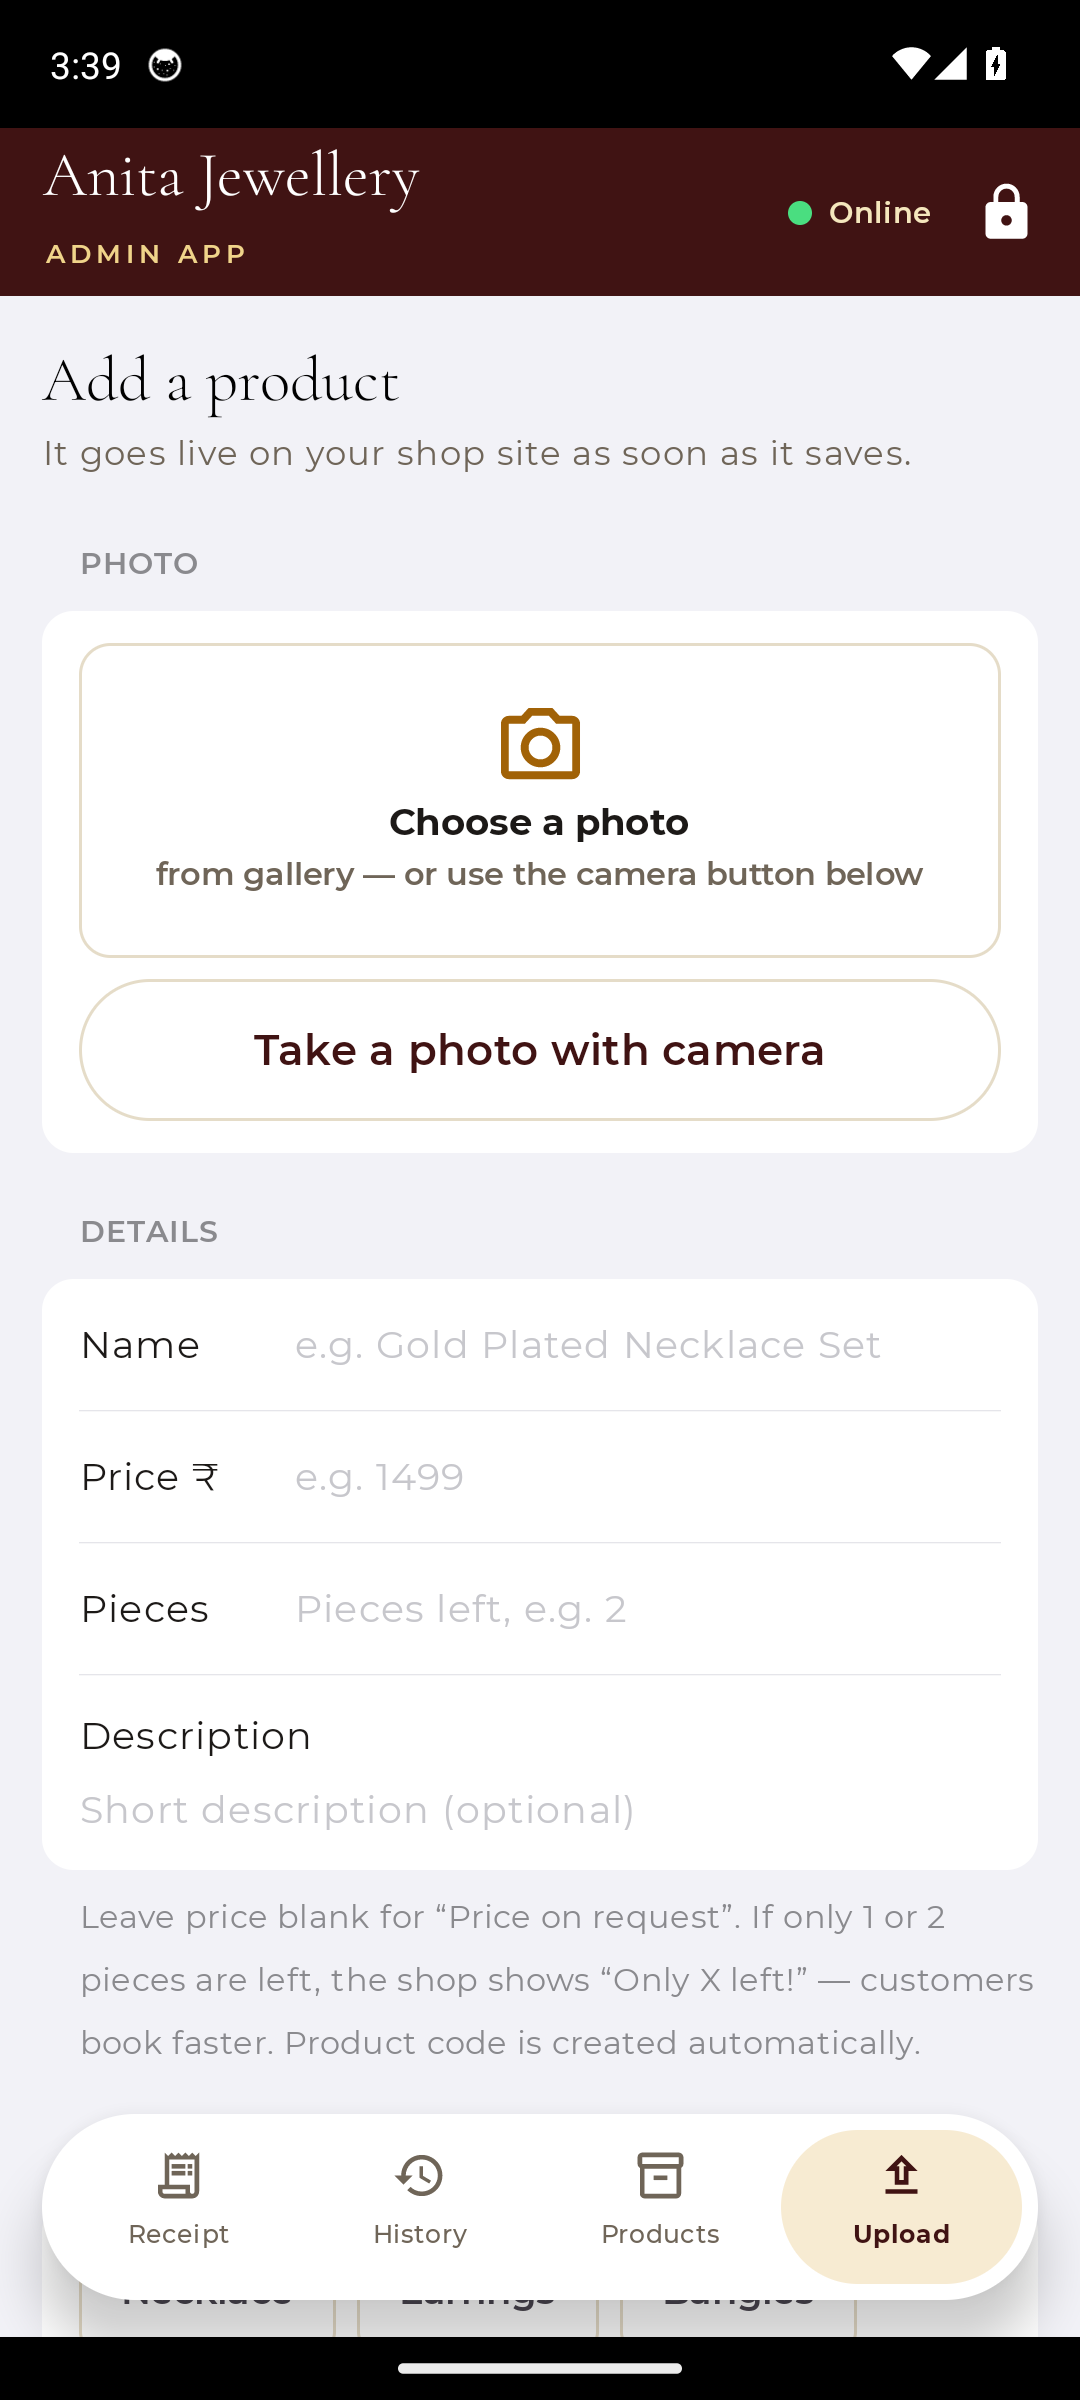 3:39
Anita Jewellery
ADMIN APP
Online
Add a product
It goes live on your shop site as soon as it saves.
PHOTO
Choose a photo
from gallery — or use the camera button below
Take a photo with camera
DETAILS
Name e.g. Gold Plated Necklace Set
Price ₹ e.g. 1499
Pieces Pieces left, e.g. 2
Description
Short description (optional)
Leave price blank for “Price on request”. If only 1 or 2
pieces are left, the shop shows “Only X left!” — customers
book faster. Product code is created automatically.
Receipt History Products Upload
Necklace Earrings Bangles